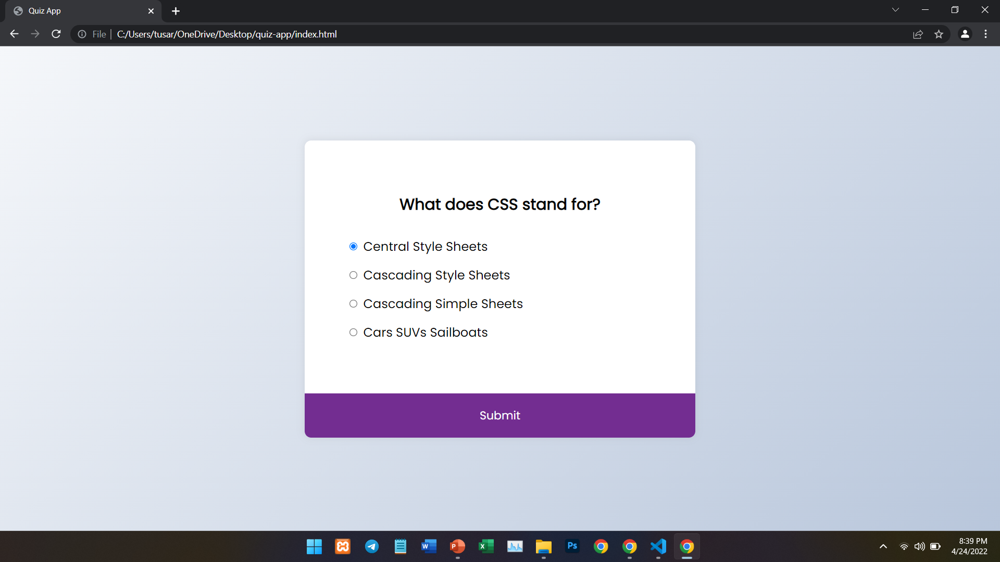 Quiz App
File
C:/Users/tusar/OneDrive/Desktop/quiz-app/index.html
What does CSS stand for?
Central Style Sheets
Cascading Style Sheets
Cascading Simple Sheets
Cars SUVs Sailboats
Submit
W
P
X
Ps
8:39 PM
4/24/2022